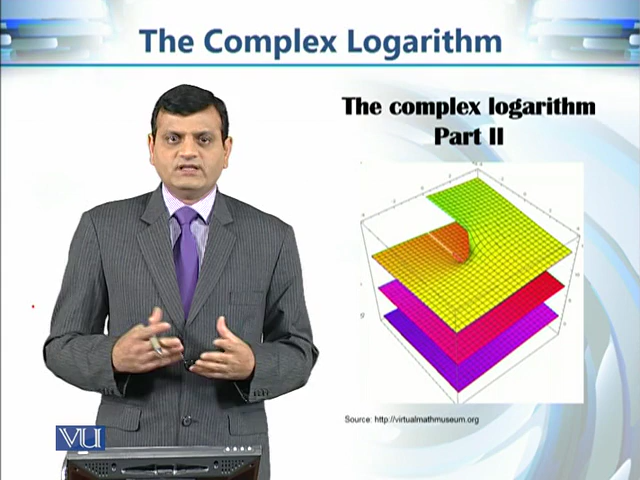 The Complex Logarithm
The complex logarithm
Part II
Source: http://virtualmathmuseum.org
VU